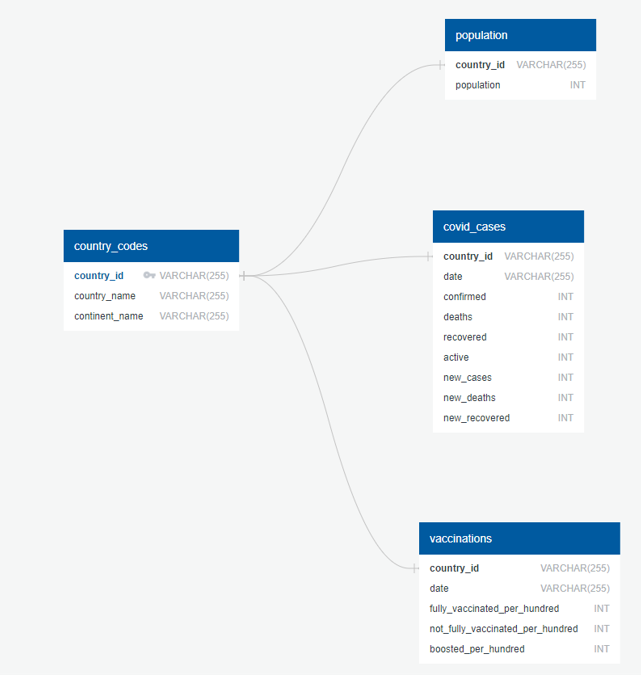 population
country_id VARCHAR(255)
population INT
covid_cases
country_id VARCHAR(255)
date VARCHAR(255)
confirmed INT
deaths INT
recovered INT
active INT
new_cases INT
new_deaths INT
new_recovered INT
country_codes
country_id VARCHAR(255)
country_name VARCHAR(255)
continent_name VARCHAR(255)
vaccinations
country_id VARCHAR(255)
date VARCHAR(255)
fully_vaccinated_per_hundred INT
not_fully_vaccinated_per_hundred INT
boosted_per_hundred INT